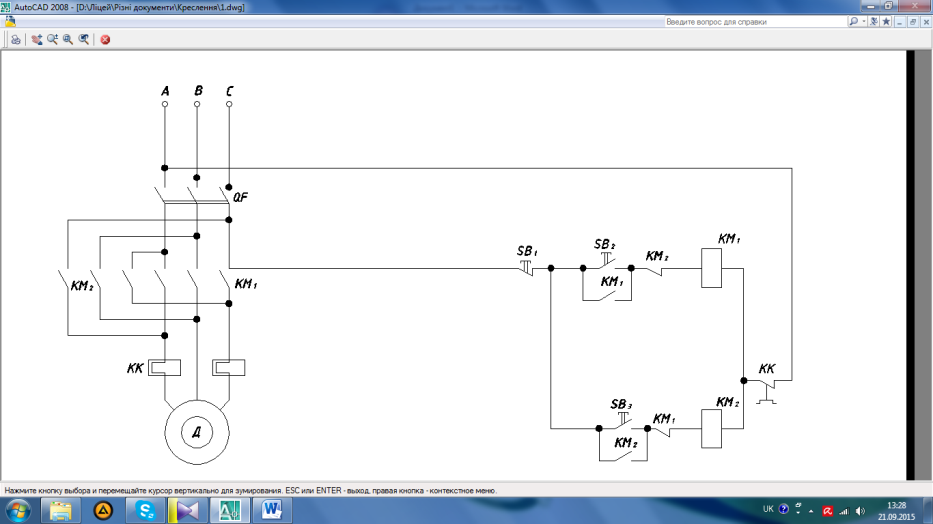 AutoCAD 2008 - [D:\Ліцей\Різні документи\Креслення\1.dwg]
Введите вопрос для справки
A B C
QF
KM₂
KM₁
KK
Д
SB₁
SB₂
KM₁
KM₂
KM₁
KK
SB₃
KM₂
KM₁
KM₂
Нажмите кнопку выбора и перемещайте курсор вертикально для зумирования. ESC или ENTER - выход, правая кнопка - контекстное меню.
UK
13:28
21.09.2015